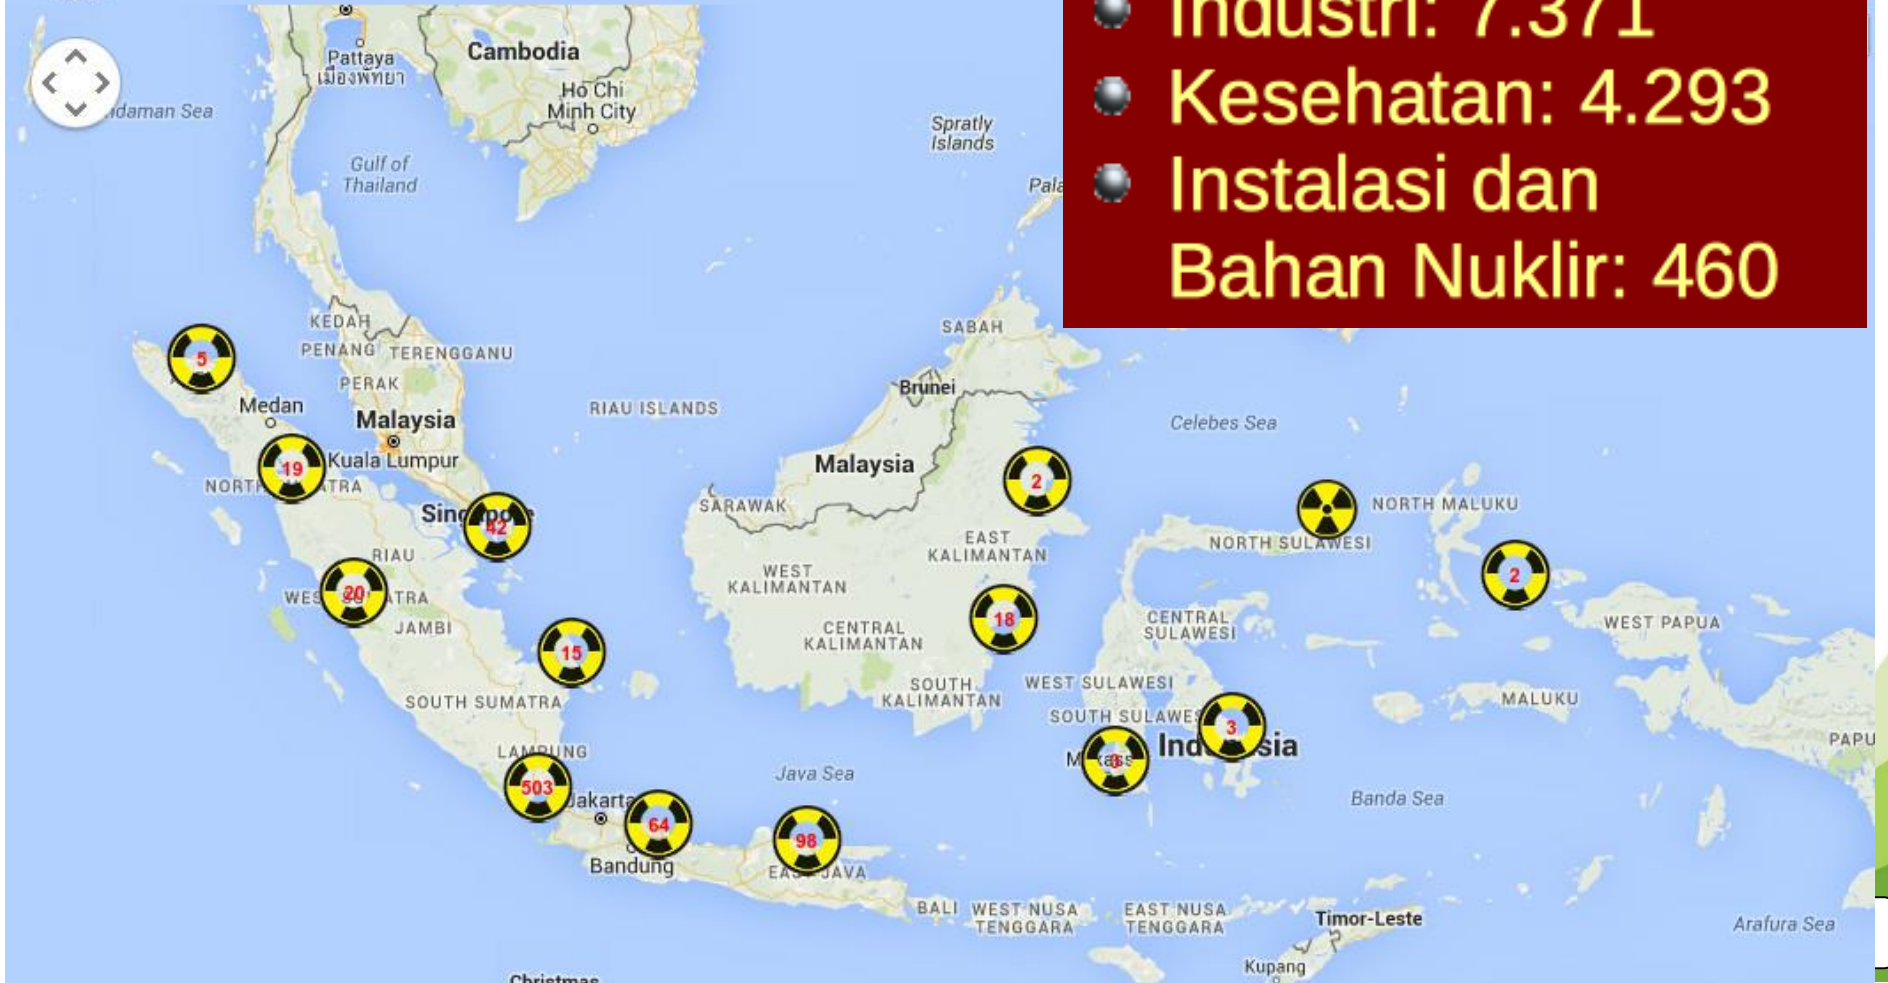 Industri: 7.371
Kesehatan: 4.293
Instalasi dan
Bahan Nuklir: 460
Pattaya
เมืองพัทยา
Cambodia
Ho Chi
Minh City
Spratly
Islands
Gulf of
Thailand
KEDAH
PENANG
TERENGGANU
PERAK
SABAH
Brunei
5
Medan
Malaysia
RIAU ISLANDS
Celebes Sea
19
Kuala Lumpur
Malaysia
2
SARAWAK
NORTH MALUKU
42
EAST
KALIMANTAN
NORTH SULAWESI
RIAU
WEST
KALIMANTAN
2
20
JAMBI
15
CENTRAL
KALIMANTAN
18
CENTRAL
SULAWESI
WEST PAPUA
SOUTH SUMATRA
SOUTH
KALIMANTAN
WEST SULAWESI
MALUKU
3
LAMPUNG
Java Sea
503
Jakarta
64
98
Banda Sea
Bandung
BALI
WEST NUSA
TENGGARA
EAST NUSA
TENGGARA
Timor-Leste
Arafura Sea
Kupang